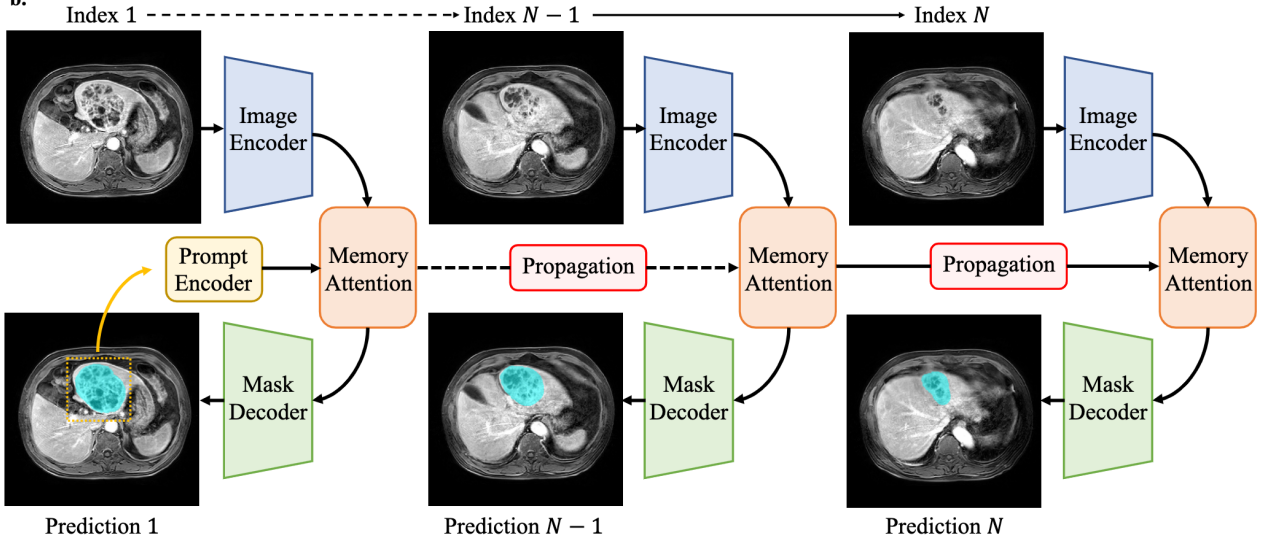 b.
Index 1
Index N − 1
Index N
Image
Encoder
Image
Encoder
Image
Encoder
Prompt
Encoder
Memory
Attention
Propagation
Memory
Attention
Propagation
Memory
Attention
Mask
Decoder
Mask
Decoder
Mask
Decoder
Prediction 1
Prediction N − 1
Prediction N